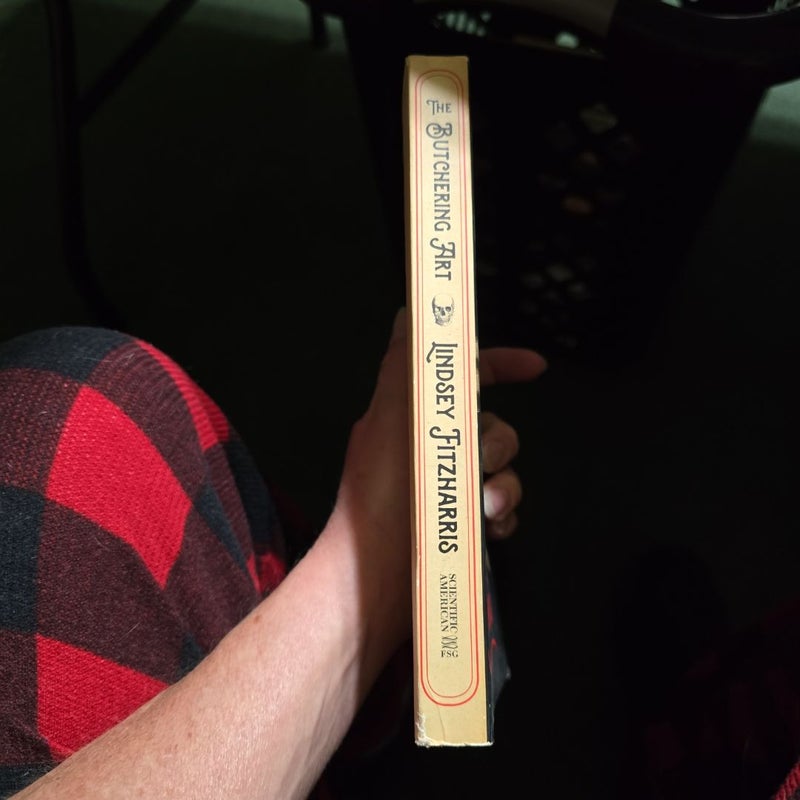 THE BUTCHERING ART
LINDSEY FITZHARRIS
SCIENTIFIC
AMERICAN
FSG